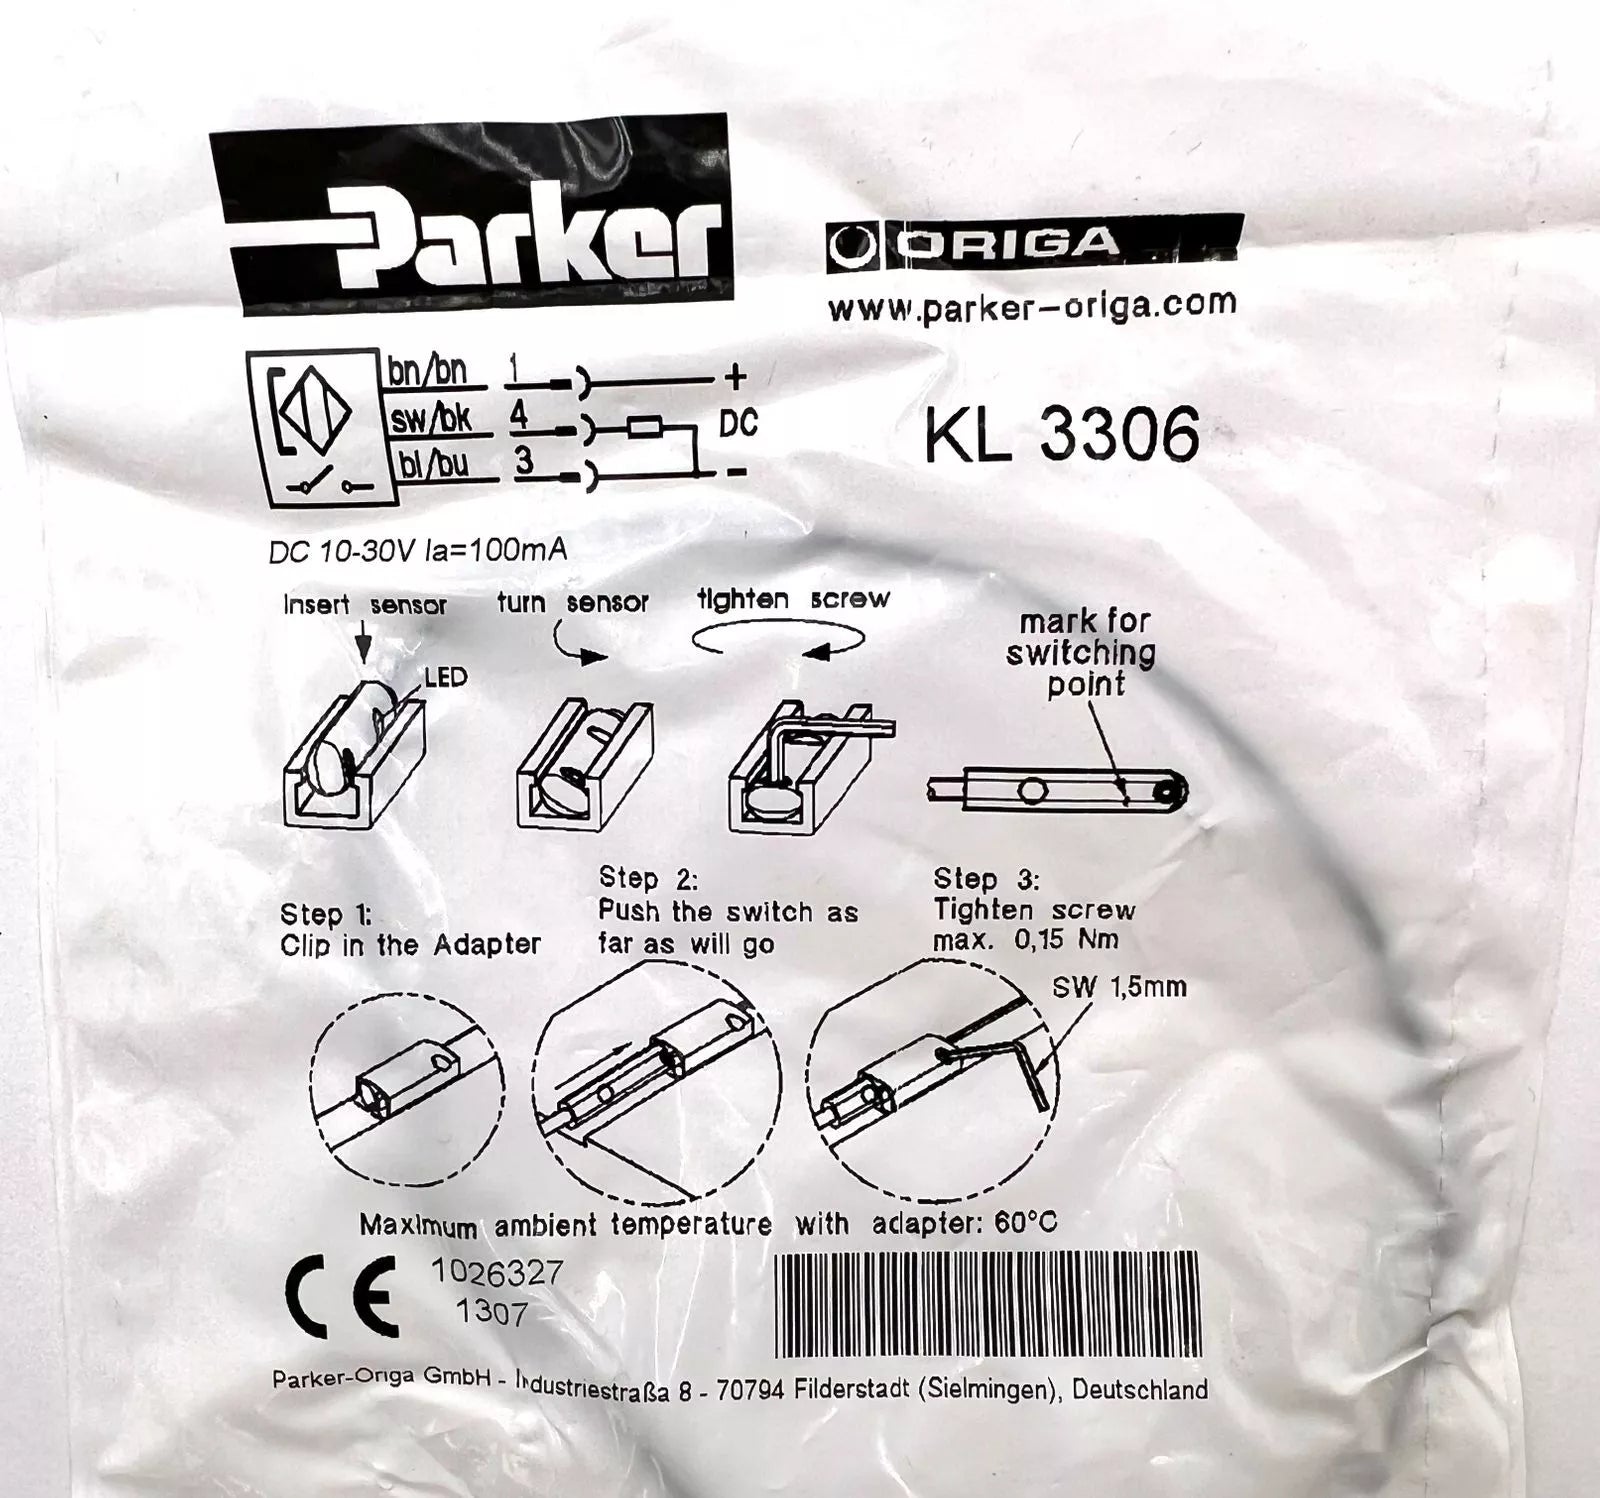 Parker
ORIGA
www.parker-origa.com
bn/bn 1 +
sw/bk 4 DC
bl/bu 3 -
KL 3306
DC 10-30V Ia=100mA
insert sensor turn sensor tighten screw
LED
mark for
switching
point
Step 1:
Clip in the Adapter
Step 2:
Push the switch as
far as will go
Step 3:
Tighten screw
max. 0,15 Nm
SW 1,5mm
Maximum ambient temperature with adapter: 60°C
CE 1026327
1307
Parker-Origa GmbH - Industriestraßa 8 - 70794 Filderstadt (Sielmingen), Deutschland